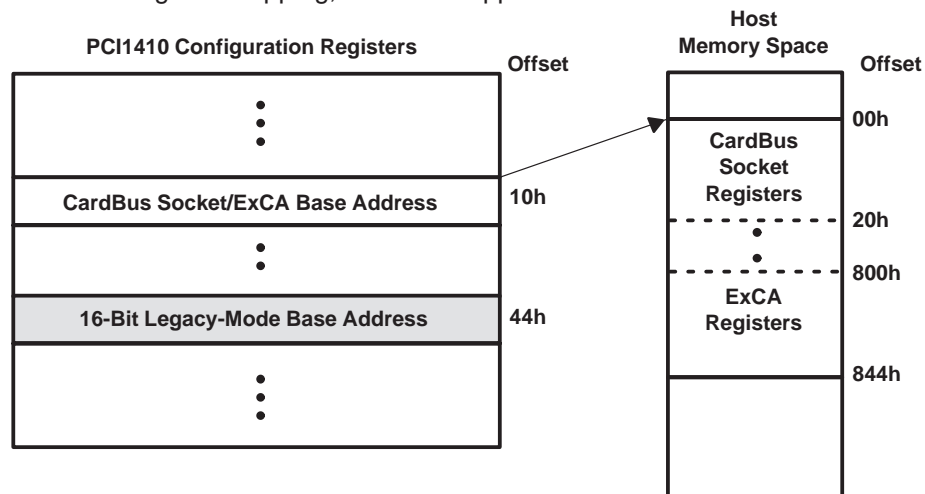 PCI1410 Configuration Registers
Offset
CardBus Socket/ExCA Base Address
10h
16-Bit Legacy-Mode Base Address
44h
Host
Memory Space
Offset
00h
CardBus
Socket
Registers
20h
800h
ExCA
Registers
844h